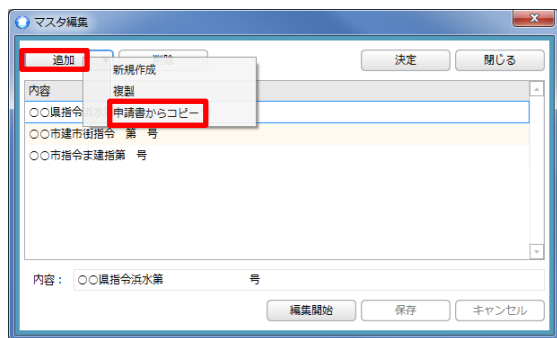 マスタ編集
追加
決定
閉じる
新規作成
内容
複製
○○県指令
申請書からコピー
○○市建市街指令　第　号
○○市指令ま建指第　号
内容： ○○県指令浜水第　　　　　　　号
編集開始
保存
キャンセル